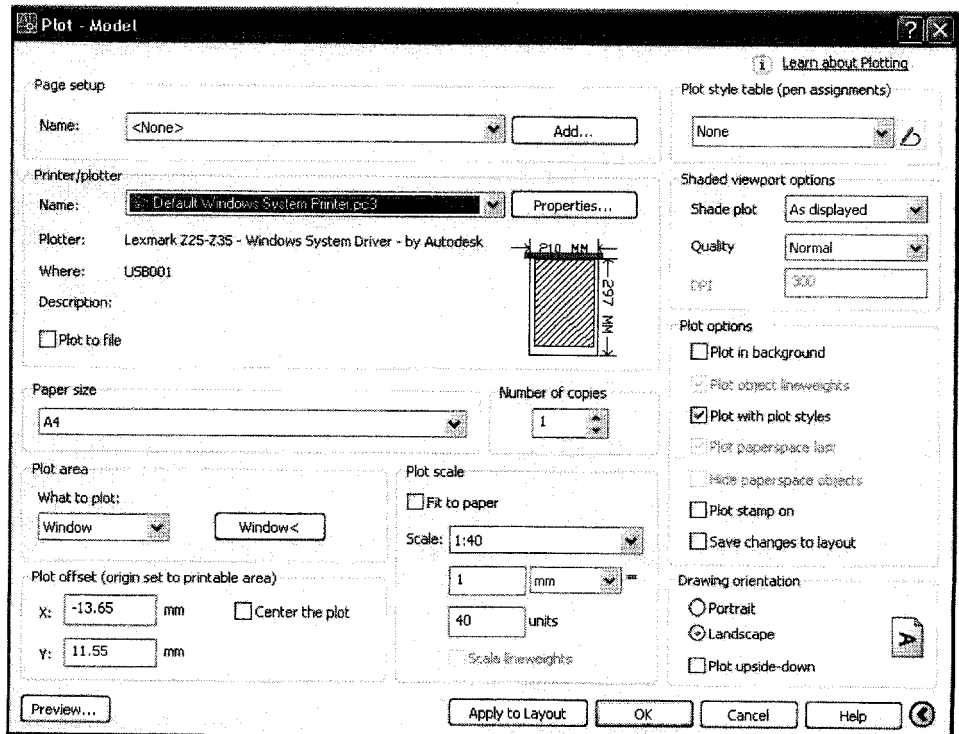 Plot - Model
Learn about Plotting
Page setup
Name: <None> Add...
Plot style table (pen assignments)
None
Printer/plotter
Name: Default Windows System Printer.pc3 Properties...
Plotter: Lexmark Z25-Z35 - Windows System Driver - by Autodesk
Where: USB001
Description:
Plot to file
210 MM
297 MM
Shaded viewport options
Shade plot As displayed
Quality Normal
DPI 300
Paper size
A4
Number of copies
1
Plot options
Plot in background
Plot object lineweights
Plot with plot styles
Plot paperspace last
Hide paperspace objects
Plot stamp on
Save changes to layout
Plot area
What to plot:
Window Window<
Plot scale
Fit to paper
Scale: 1:40
1 mm =
40 units
Scale lineweights
Plot offset (origin set to printable area)
X: -13.65 mm Center the plot
Y: 11.55 mm
Drawing orientation
Portrait
Landscape
Plot upside-down
A
Preview... Apply to Layout OK Cancel Help